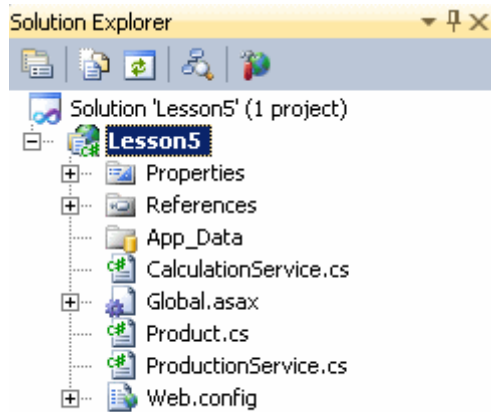 Solution Explorer
Solution 'Lesson5' (1 project)
Lesson5
Properties
References
App_Data
CalculationService.cs
Global.asax
Product.cs
ProductionService.cs
Web.config